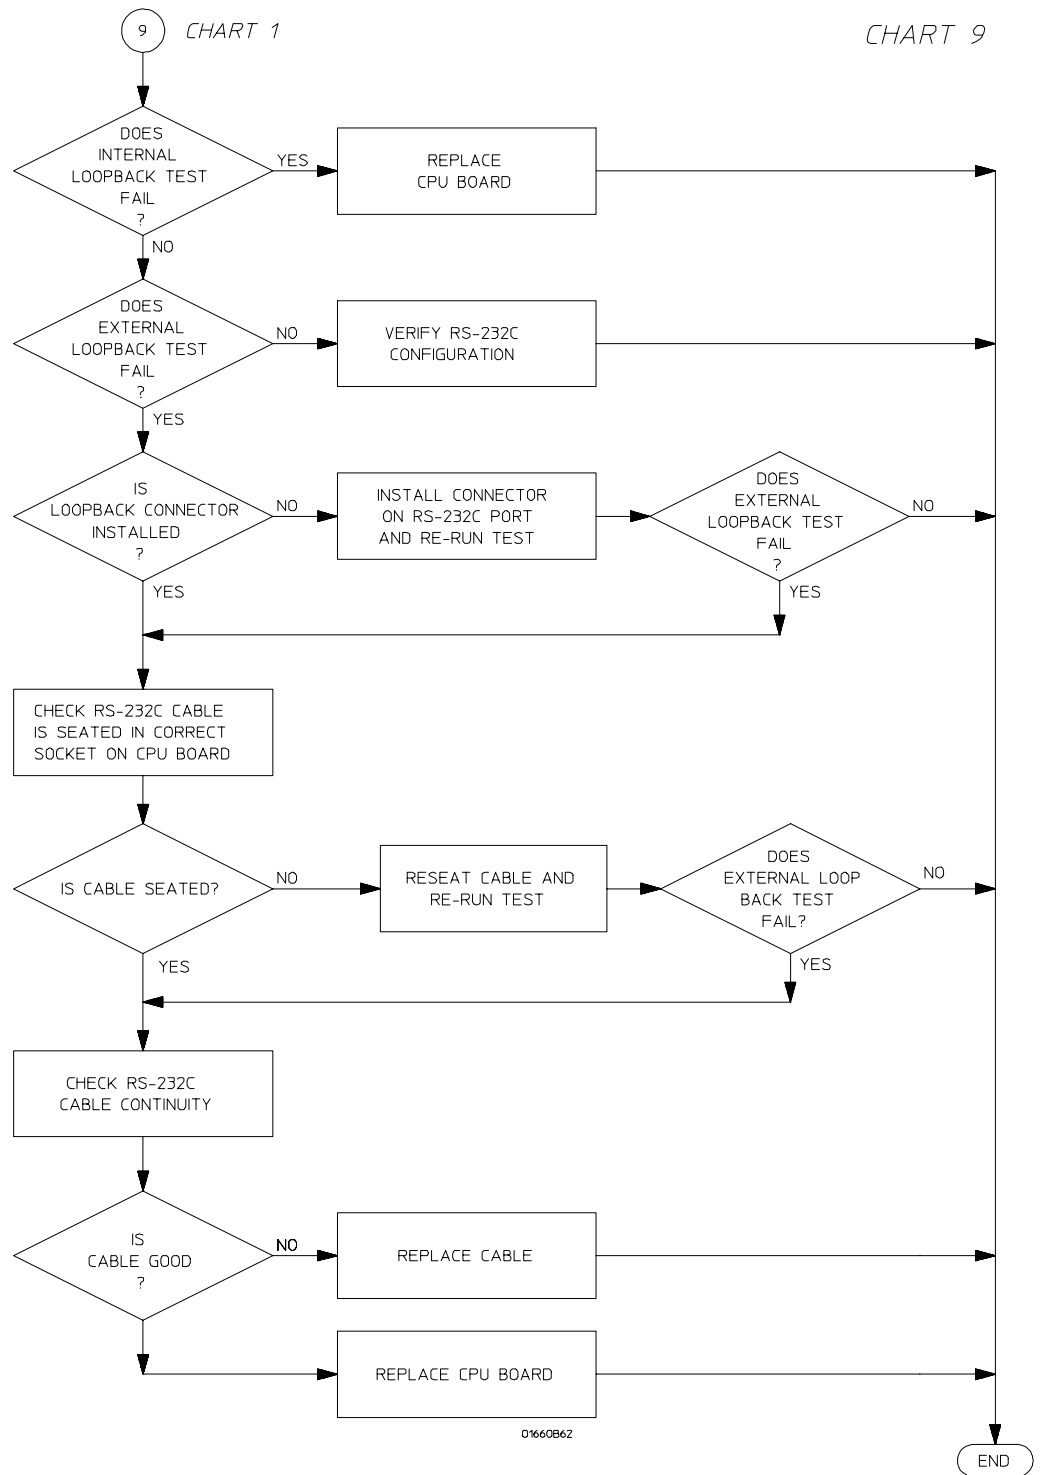 9
CHART 1
CHART 9
DOES
INTERNAL
LOOPBACK TEST
FAIL
?
YES
REPLACE
CPU BOARD
NO
DOES
EXTERNAL
LOOPBACK TEST
FAIL
?
NO
VERIFY RS-232C
CONFIGURATION
YES
IS
LOOPBACK CONNECTOR
INSTALLED
?
NO
INSTALL CONNECTOR
ON RS-232C PORT
AND RE-RUN TEST
DOES
EXTERNAL
LOOPBACK TEST
FAIL
?
NO
YES
YES
CHECK RS-232C CABLE
IS SEATED IN CORRECT
SOCKET ON CPU BOARD
IS CABLE SEATED?
NO
RESEAT CABLE AND
RE-RUN TEST
DOES
EXTERNAL LOOP
BACK TEST
FAIL?
NO
YES
YES
CHECK RS-232C
CABLE CONTINUITY
IS
CABLE GOOD
?
NO
REPLACE CABLE
REPLACE CPU BOARD
01660B62
END